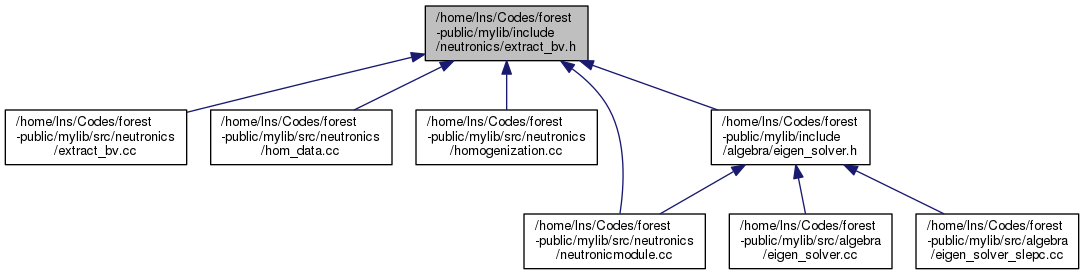 /home/lns/Codes/forest
-public/mylib/include
/neutronics/extract_bv.h
/home/lns/Codes/forest
-public/mylib/src/neutronics
/extract_bv.cc
/home/lns/Codes/forest
-public/mylib/src/neutronics
/hom_data.cc
/home/lns/Codes/forest
-public/mylib/src/neutronics
/homogenization.cc
/home/lns/Codes/forest
-public/mylib/include
/algebra/eigen_solver.h
/home/lns/Codes/forest
-public/mylib/src/neutronics
/neutronicmodule.cc
/home/lns/Codes/forest
-public/mylib/src/algebra
/eigen_solver.cc
/home/lns/Codes/forest
-public/mylib/src/algebra
/eigen_solver_slepc.cc